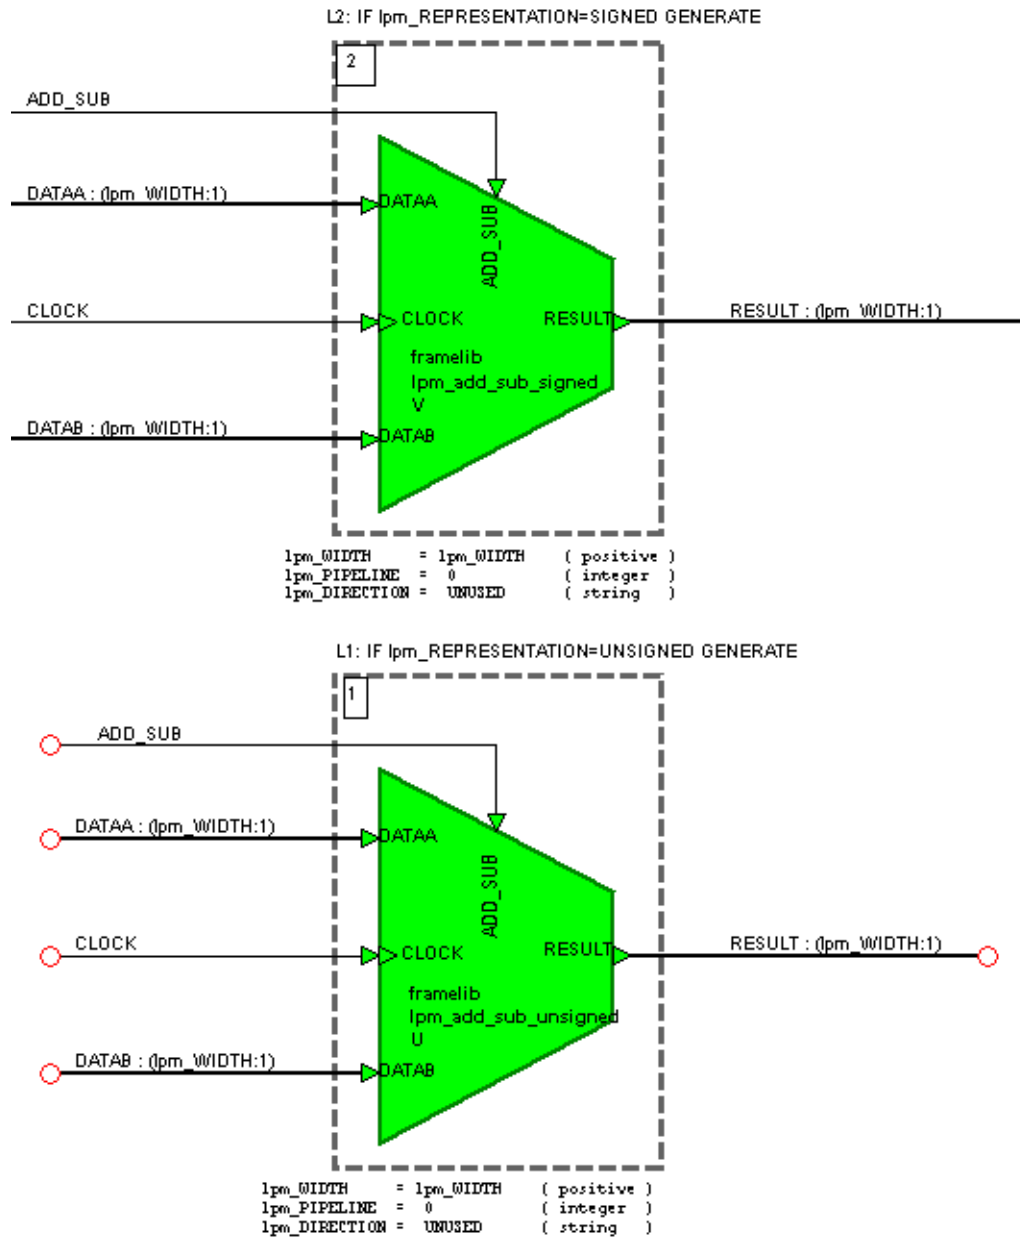 L2: IF lpm_REPRESENTATION=SIGNED GENERATE
2
ADD_SUB
DATAA : (lpm_WIDTH:1)
DATAA
ADD_SUB
CLOCK
CLOCK
RESULT
RESULT : (lpm_WIDTH:1)
framelib
lpm_add_sub_signed
V
DATAB : (lpm_WIDTH:1)
DATAB
lpm_WIDTH = lpm_WIDTH ( positive )
lpm_PIPELINE = 0 ( integer )
lpm_DIRECTION = UNUSED ( string )
L1: IF lpm_REPRESENTATION=UNSIGNED GENERATE
1
ADD_SUB
DATAA : (lpm_WIDTH:1)
DATAA
ADD_SUB
CLOCK
CLOCK
RESULT
RESULT : (lpm_WIDTH:1)
framelib
lpm_add_sub_unsigned
U
DATAB : (lpm_WIDTH:1)
DATAB
lpm_WIDTH = lpm_WIDTH ( positive )
lpm_PIPELINE = 0 ( integer )
lpm_DIRECTION = UNUSED ( string )